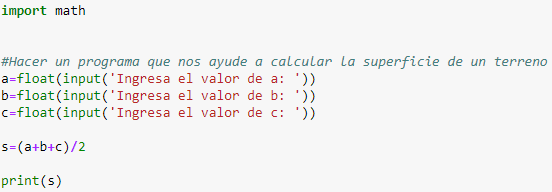 import math
#Hacer un programa que nos ayude a calcular la superficie de un terreno
a=float(input('Ingresa el valor de a: '))
b=float(input('Ingresa el valor de b: '))
c=float(input('Ingresa el valor de c: '))
s=(a+b+c)/2
print(s)